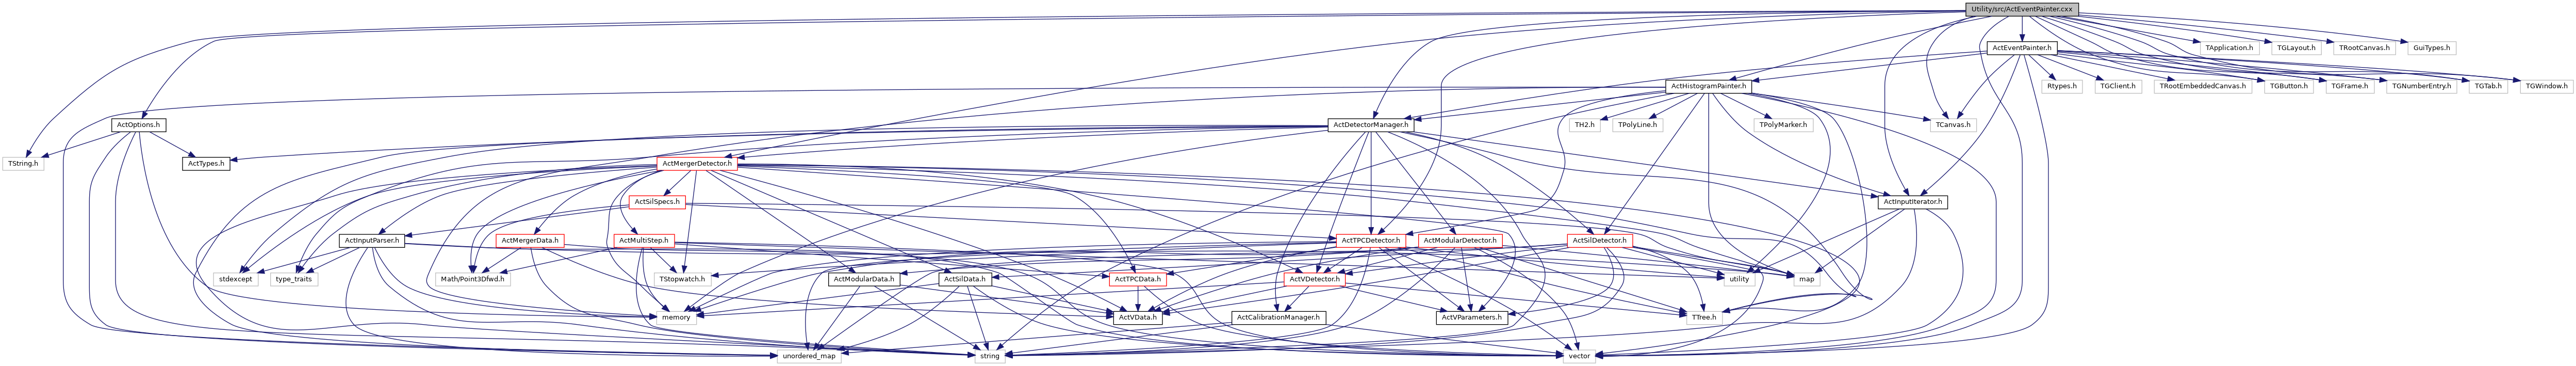 Utility/src/ActEventPainter.cxx
ActEventPainter.h
TApplication.h
TGLayout.h
TRootCanvas.h
GuiTypes.h
ActHistogramPainter.h
Rtypes.h
TGClient.h
TRootEmbeddedCanvas.h
TGButton.h
TGFrame.h
TGNumberEntry.h
TGTab.h
TGWindow.h
ActOptions.h
ActDetectorManager.h
TH2.h
TPolyLine.h
TPolyMarker.h
TCanvas.h
TString.h
ActTypes.h
ActMergerDetector.h
ActSilSpecs.h
ActInputIterator.h
ActInputParser.h
ActMergerData.h
ActMultiStep.h
ActTPCDetector.h
ActModularDetector.h
ActSilDetector.h
stdexcept
type_traits
Math/Point3Dfwd.h
TStopwatch.h
ActModularData.h
ActSilData.h
ActTPCData.h
ActVDetector.h
utility
map
memory
ActVData.h
ActCalibrationManager.h
ActVParameters.h
TTree.h
unordered_map
string
vector